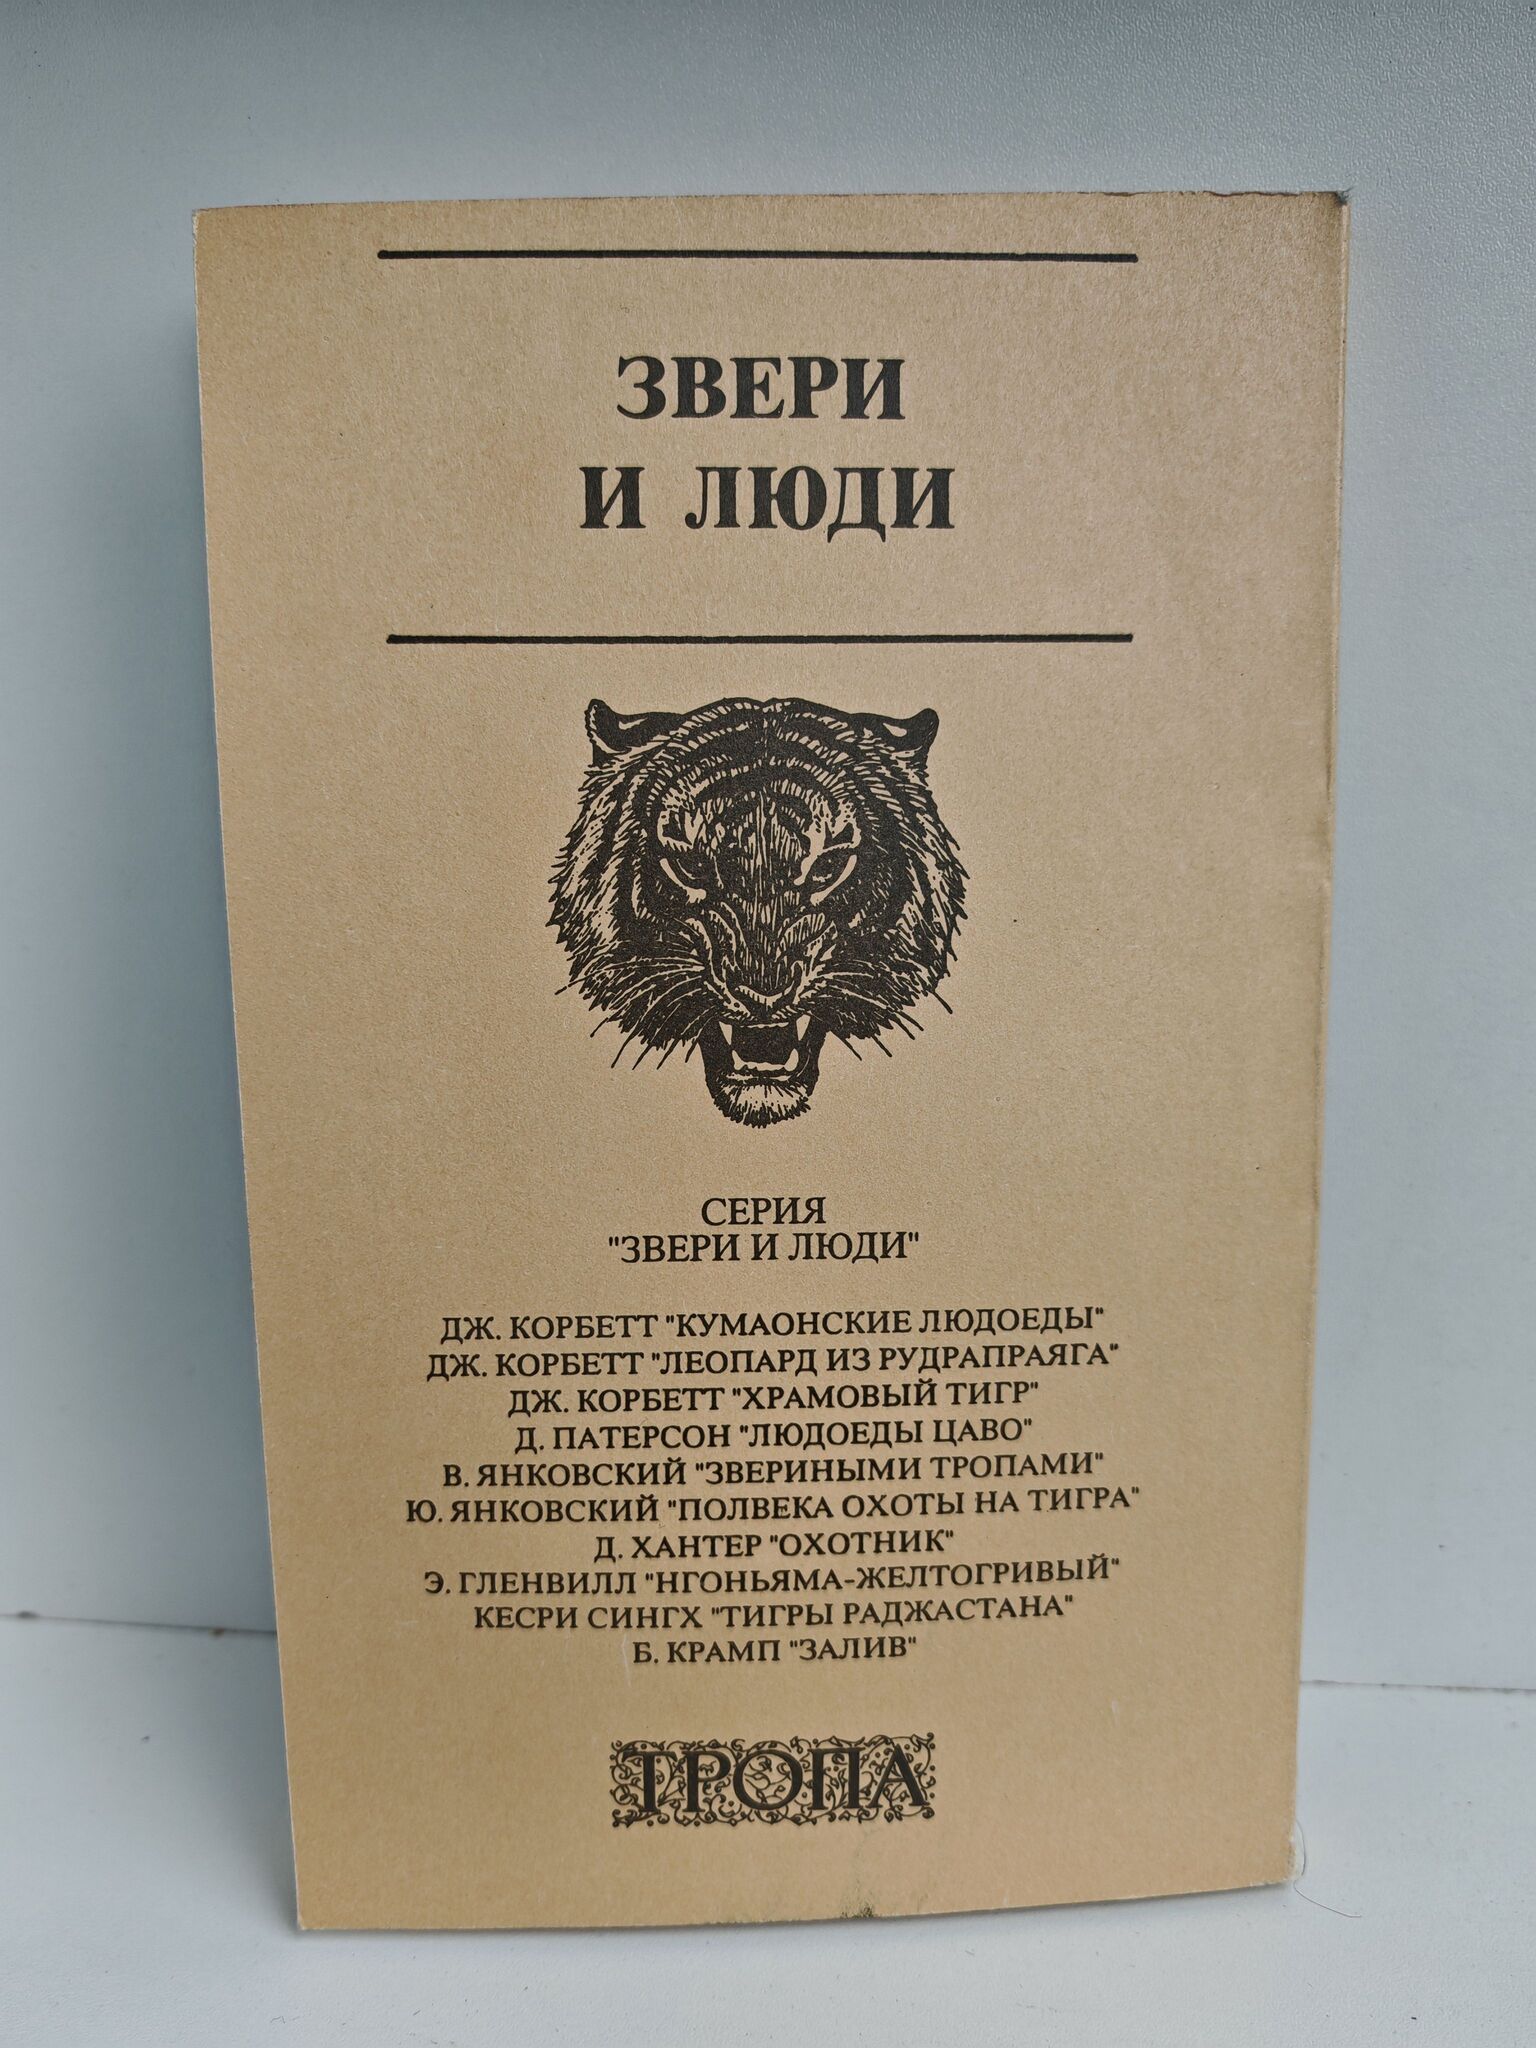 ЗВЕРИ
И ЛЮДИ
СЕРИЯ
"ЗВЕРИ И ЛЮДИ"
ДЖ. КОРБЕТТ "КУМАОНСКИЕ ЛЮДОЕДЫ"
ДЖ. КОРБЕТТ "ЛЕОПАРД ИЗ РУДРАПРАЯГА"
ДЖ. КОРБЕТТ "ХРАМОВЫЙ ТИГР"
Д. ПАТЕРСОН "ЛЮДОЕДЫ ЦАВО"
В. ЯНКОВСКИЙ "ЗВЕРИНЫМИ ТРОПАМИ"
Ю. ЯНКОВСКИЙ "ПОЛВЕКА ОХОТЫ НА ТИГРА"
Д. ХАНТЕР "ОХОТНИК"
Э. ГЛЕНВИЛЛ "НГОНЬЯМА-ЖЕЛТОГРИВЫЙ"
КЕСРИ СИНГХ "ТИГРЫ РАДЖАСТАНА"
Б. КРАМП "ЗАЛИВ"
ТРОПА